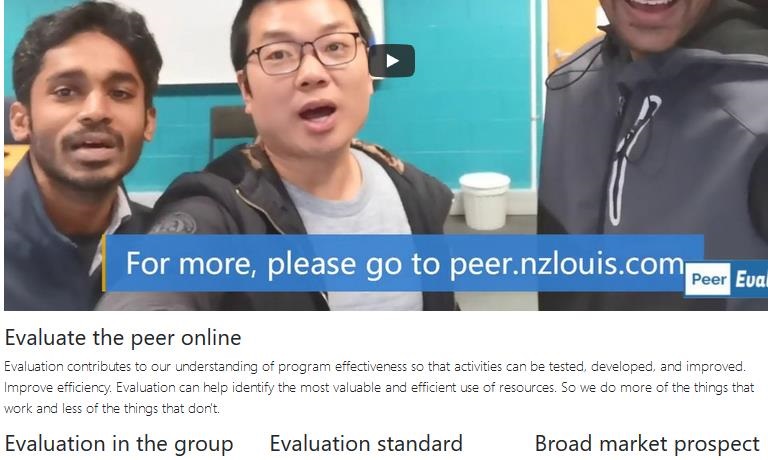 For more, please go to peer.nzlouis.com
Peer Eval
Evaluate the peer online
Evaluation contributes to our understanding of program effectiveness so that activities can be tested, developed, and improved.
Improve efficiency. Evaluation can help identify the most valuable and efficient use of resources. So we do more of the things that
work and less of the things that don't.
Evaluation in the group Evaluation standard Broad market prospect